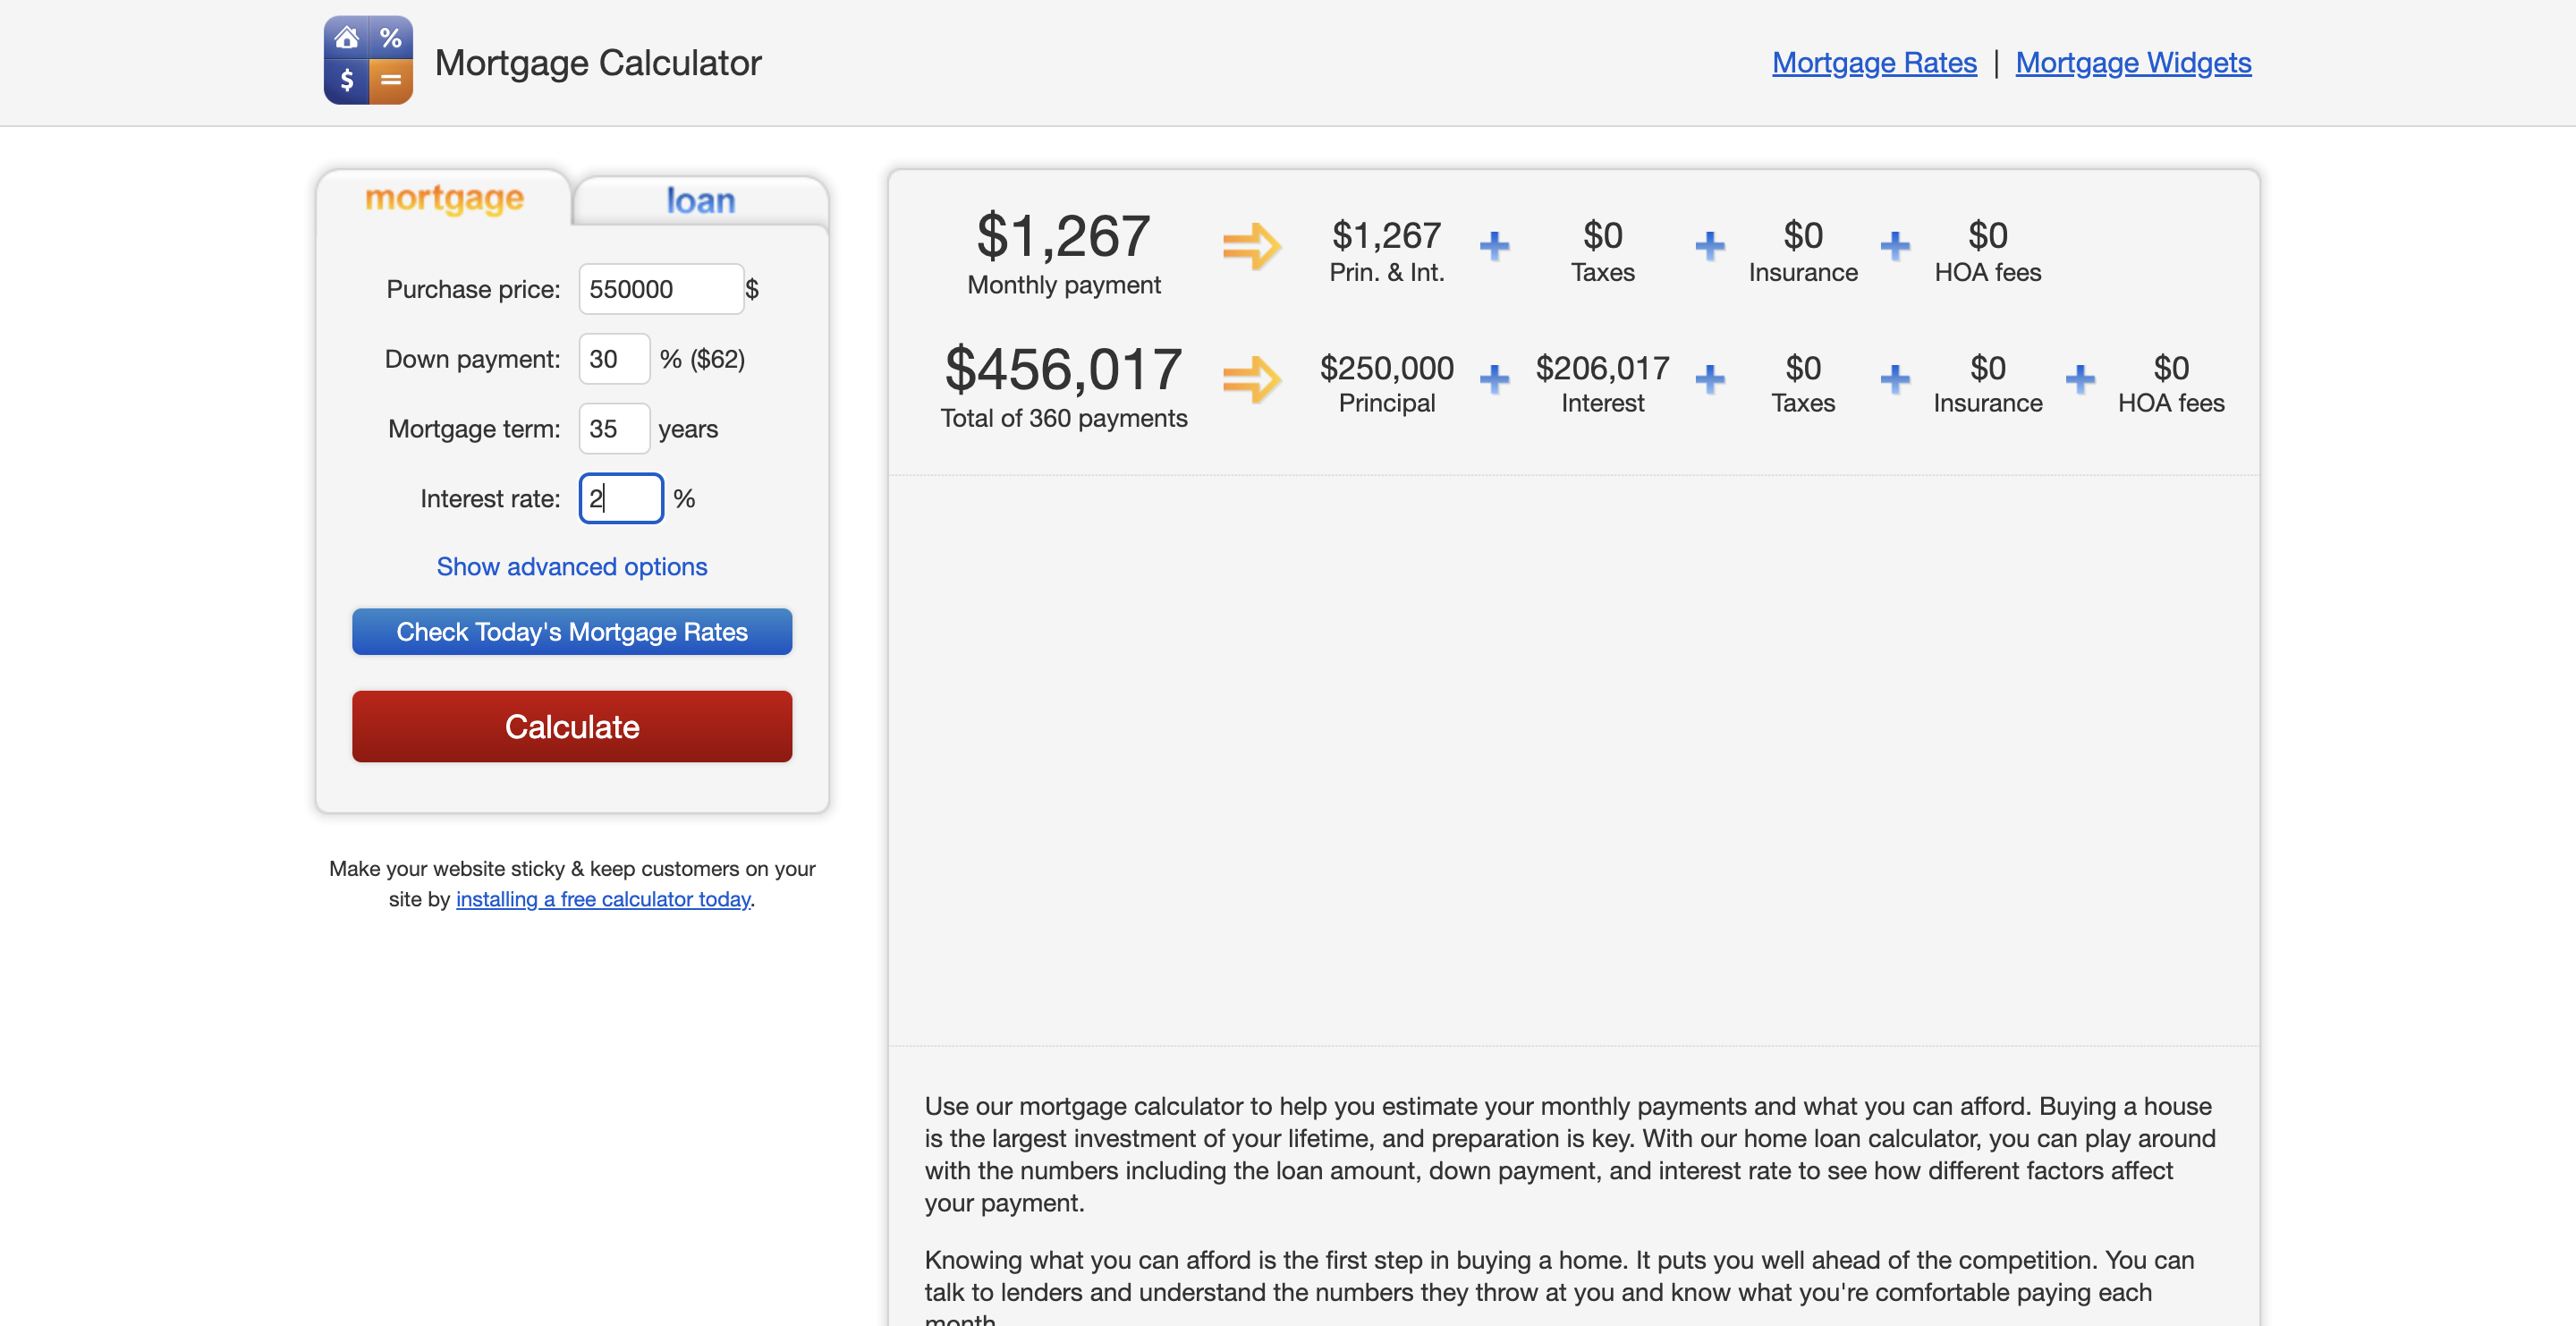 % $ =
Mortgage Calculator
Mortgage Rates | Mortgage Widgets
mortgage
loan
Purchase price: 550000 $
Down payment: 30 % ($62)
Mortgage term: 35 years
Interest rate: 2 %
Show advanced options
Check Today's Mortgage Rates
Calculate
Make your website sticky & keep customers on your
site by installing a free calculator today.
$1,267 $1,267 + $0 + $0 + $0
Monthly payment Prin. & Int. Taxes Insurance HOA fees
$456,017 $250,000 + $206,017 + $0 + $0 + $0
Total of 360 payments Principal Interest Taxes Insurance HOA fees
Use our mortgage calculator to help you estimate your monthly payments and what you can afford. Buying a house
is the largest investment of your lifetime, and preparation is key. With our home loan calculator, you can play around
with the numbers including the loan amount, down payment, and interest rate to see how different factors affect
your payment.
Knowing what you can afford is the first step in buying a home. It puts you well ahead of the competition. You can
talk to lenders and understand the numbers they throw at you and know what you're comfortable paying each
month.